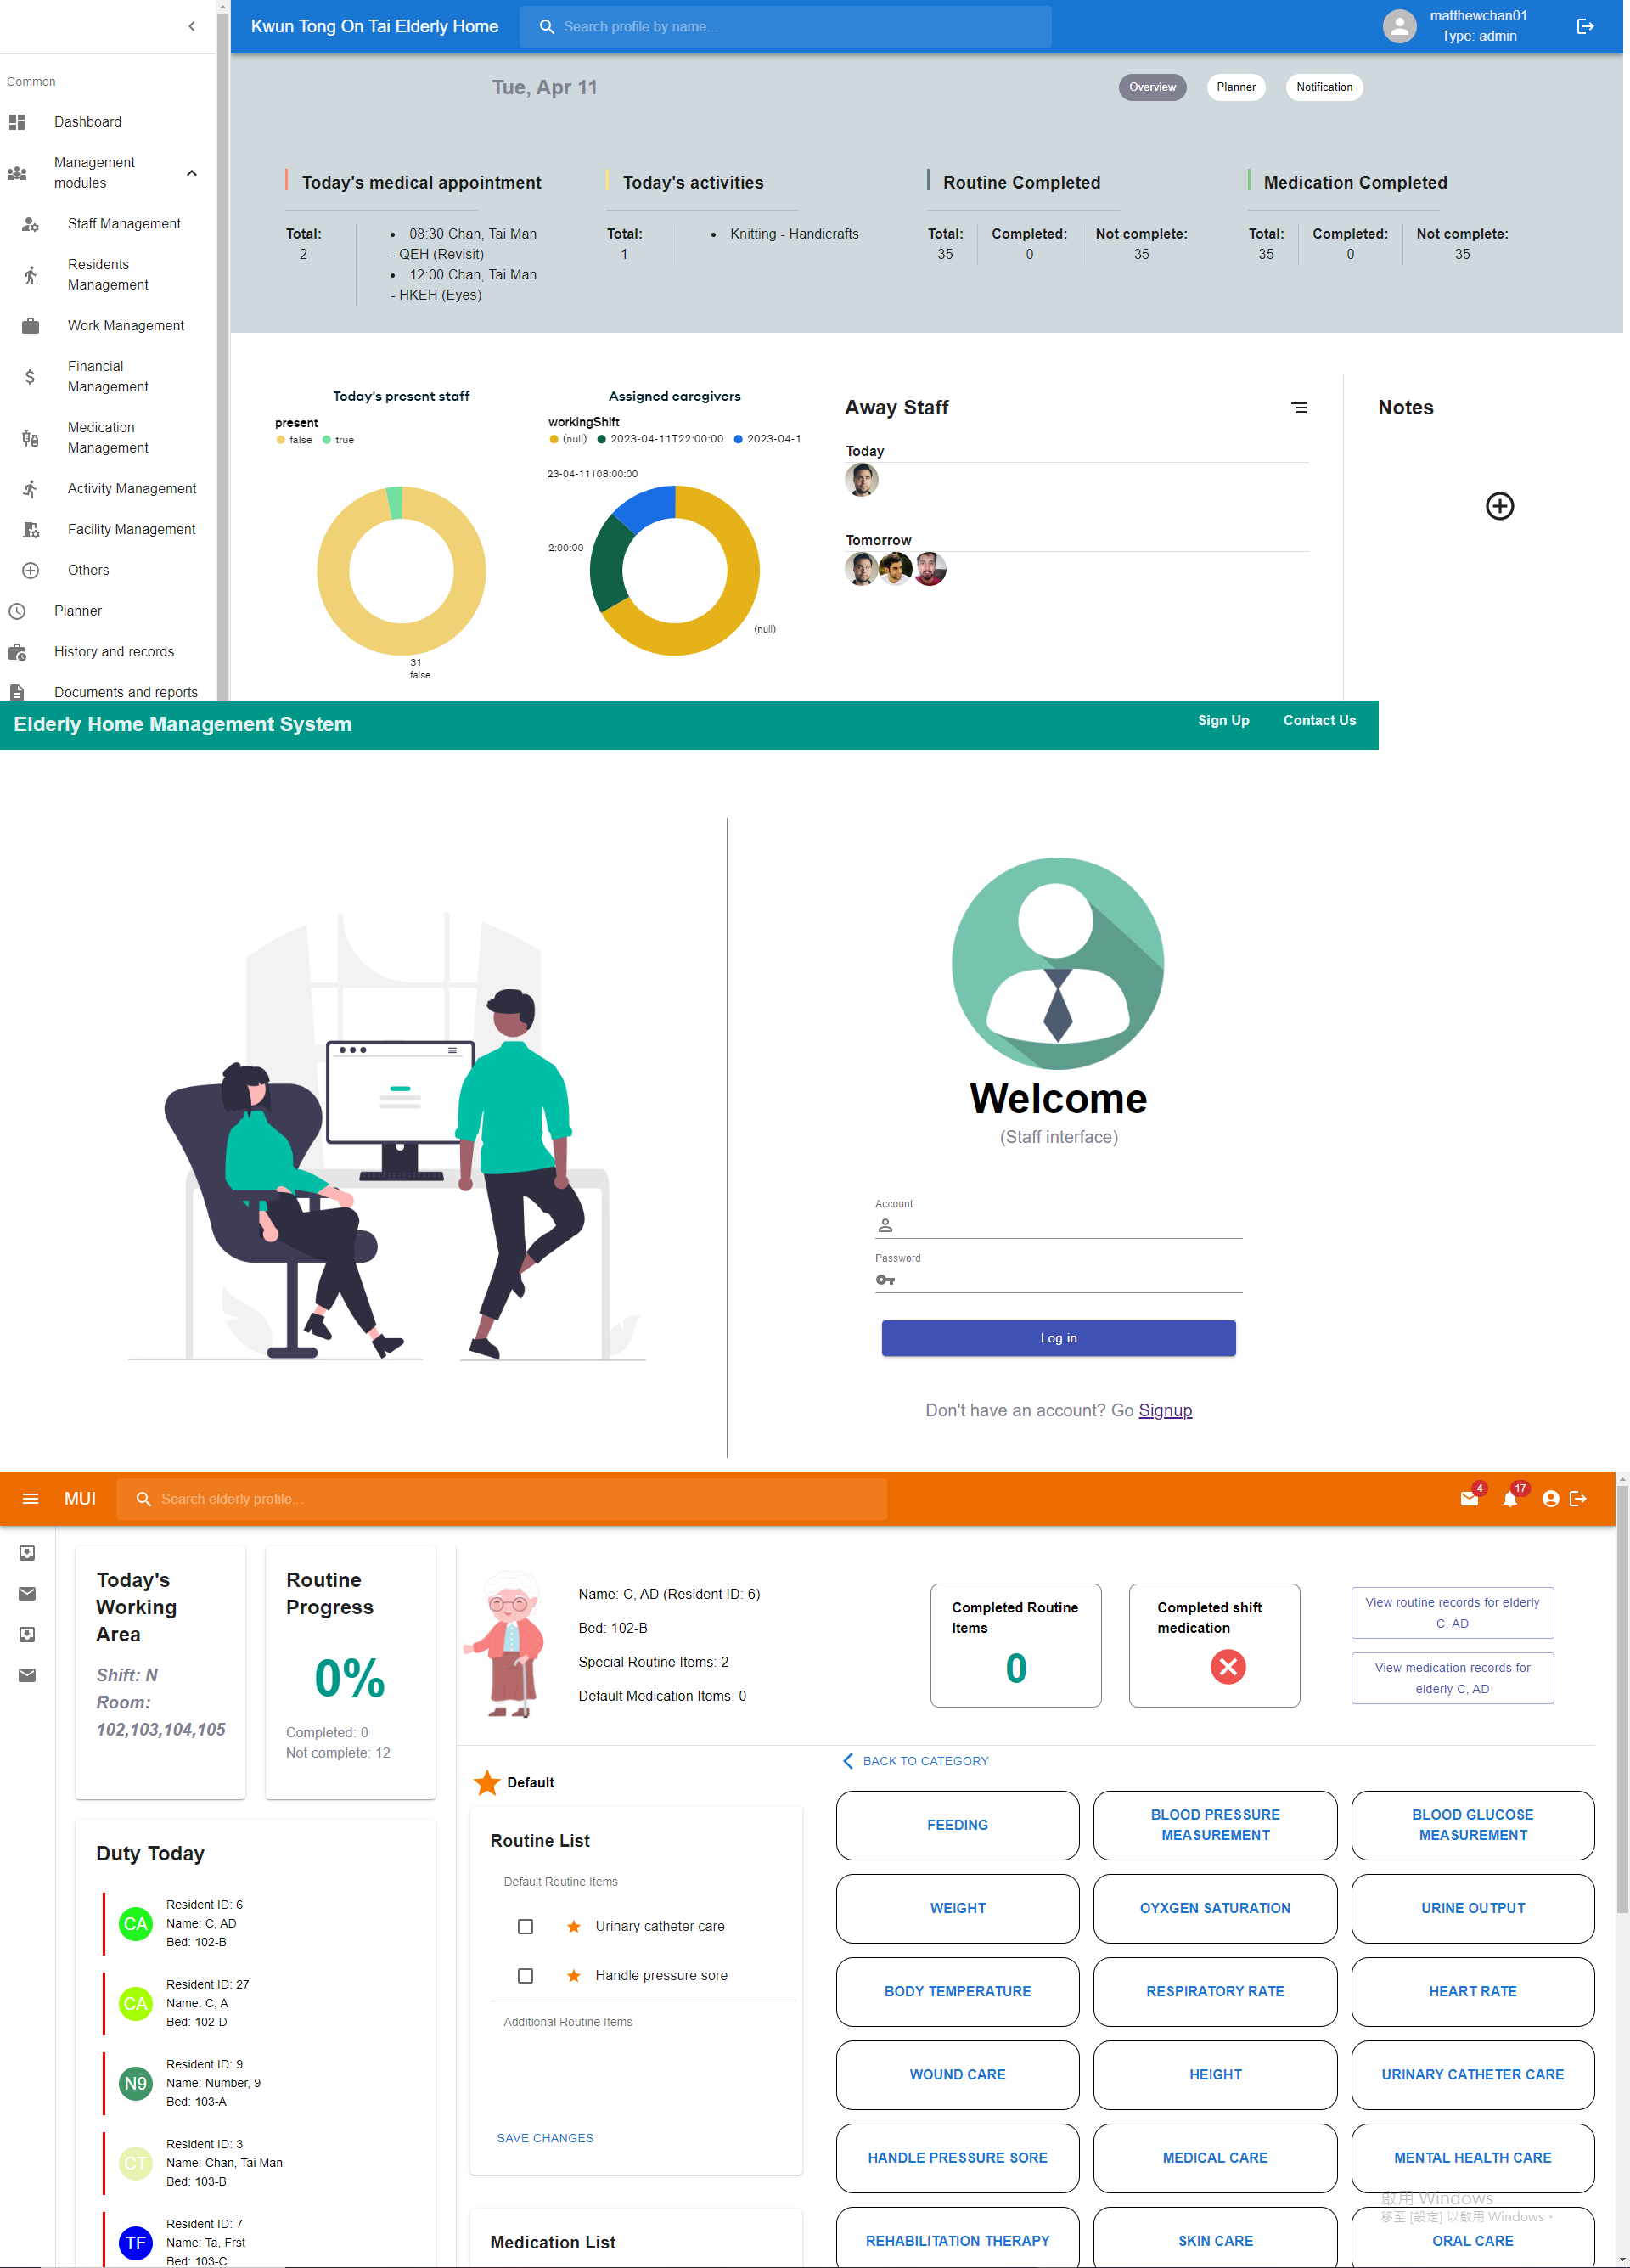 Kwun Tong On Tai Elderly Home
Search profile by name...
matthewchan01
Type: admin
Common
Dashboard
Management
modules
Staff Management
Residents
Management
Work Management
Financial
Management
Medication
Management
Activity Management
Facility Management
Others
Planner
History and records
Documents and reports
Tue, Apr 11
Overview
Planner
Notification
Today's medical appointment
Total:
2
• 08:30 Chan, Tai Man
- QEH (Revisit)
• 12:00 Chan, Tai Man
- HKEH (Eyes)
Today's activities
Total:
1
• Knitting - Handicrafts
Routine Completed
Total: Completed: Not complete:
35 0 35
Medication Completed
Total: Completed: Not complete:
35 0 35
Today's present staff
present
false true
31
false
Assigned caregivers
workingShift
(null) 2023-04-11T22:00:00 2023-04-1
23-04-11T08:00:00
2:00:00
(null)
Away Staff
Today
Tomorrow
Notes
Elderly Home Management System
Sign Up
Contact Us
Welcome
(Staff interface)
Account
Password
Log in
Don't have an account? Go Signup
MUI
Search elderly profile...
4
17
Today's
Working
Area
Shift: N
Room:
102,103,104,105
Routine
Progress
0%
Completed: 0
Not complete: 12
Duty Today
CA
Resident ID: 6
Name: C, AD
Bed: 102-B
CA
Resident ID: 27
Name: C, A
Bed: 102-D
N9
Resident ID: 9
Name: Number, 9
Bed: 103-A
CT
Resident ID: 3
Name: Chan, Tai Man
Bed: 103-B
TF
Resident ID: 7
Name: Ta, Frst
Bed: 103-C
Name: C, AD (Resident ID: 6)
Bed: 102-B
Special Routine Items: 2
Default Medication Items: 0
Completed Routine
Items
0
Completed shift
medication
View routine records for elderly
C, AD
View medication records for
elderly C, AD
Default
Routine List
Default Routine Items
Urinary catheter care
Handle pressure sore
Additional Routine Items
SAVE CHANGES
Medication List
BACK TO CATEGORY
FEEDING
BLOOD PRESSURE
MEASUREMENT
BLOOD GLUCOSE
MEASUREMENT
WEIGHT
OYXGEN SATURATION
URINE OUTPUT
BODY TEMPERATURE
RESPIRATORY RATE
HEART RATE
WOUND CARE
HEIGHT
URINARY CATHETER CARE
HANDLE PRESSURE SORE
MEDICAL CARE
MENTAL HEALTH CARE
REHABILITATION THERAPY
SKIN CARE
ORAL CARE
啟用 Windows
移至 [設定] 以啟用 Windows。